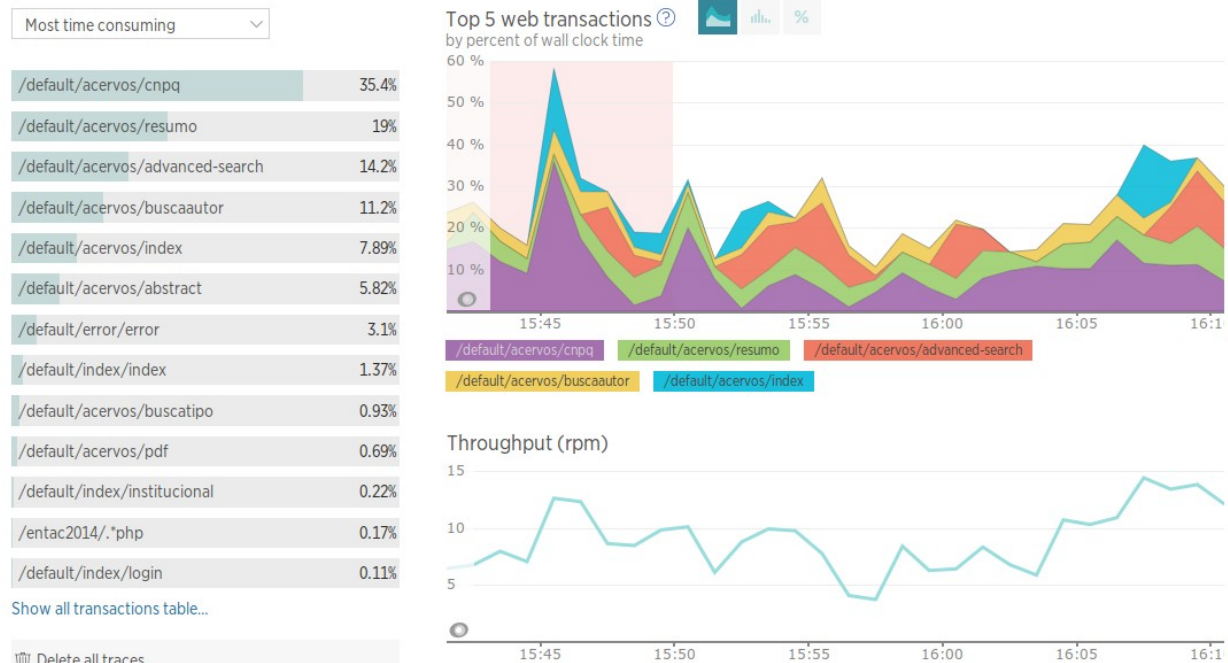 Most time consuming
/default/acervos/cnpq 35.4%
/default/acervos/resumo 19%
/default/acervos/advanced-search 14.2%
/default/acervos/buscaautor 11.2%
/default/acervos/index 7.89%
/default/acervos/abstract 5.82%
/default/error/error 3.1%
/default/index/index 1.37%
/default/acervos/buscatipo 0.93%
/default/acervos/pdf 0.69%
/default/index/institucional 0.22%
/entac2014/.*php 0.17%
/default/index/login 0.11%
Show all transactions table...
Delete all traces
Top 5 web transactions ? %
by percent of wall clock time
60 %
50 %
40 %
30 %
20 %
10 %
15:45 15:50 15:55 16:00 16:05 16:1
/default/acervos/cnpq /default/acervos/resumo /default/acervos/advanced-search
/default/acervos/buscaautor /default/acervos/index
Throughput (rpm)
15
10
5
15:45 15:50 15:55 16:00 16:05 16:1